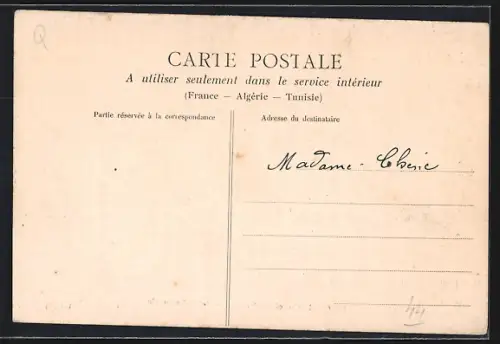 Q
CARTE POSTALE
A utiliser seulement dans le service intérieur
(France — Algérie — Tunisie)
Partie réservée à la correspondance
Adresse du destinataire
Madame
44